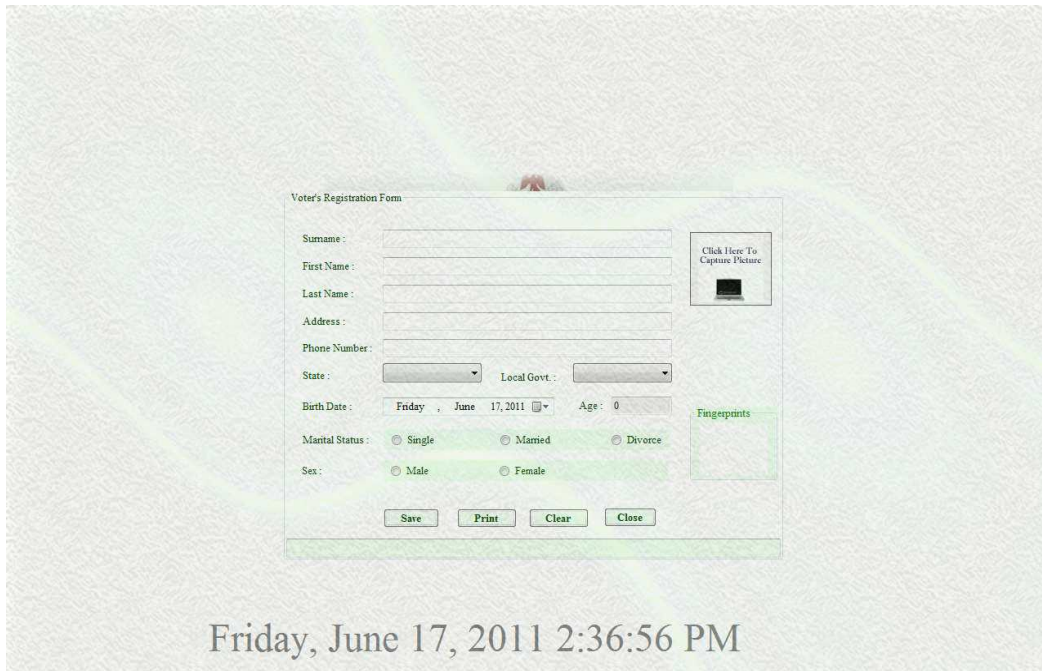 Voter's Registration Form
Surname :
Click Here To
Capture Picture
First Name :
Last Name :
Address :
Phone Number :
State :
Local Govt. :
Birth Date :
Friday , June 17, 2011
Age : 0
Fingerprints
Marital Status :
Single
Married
Divorce
Sex :
Male
Female
Save
Print
Clear
Close
Friday, June 17, 2011 2:36:56 PM